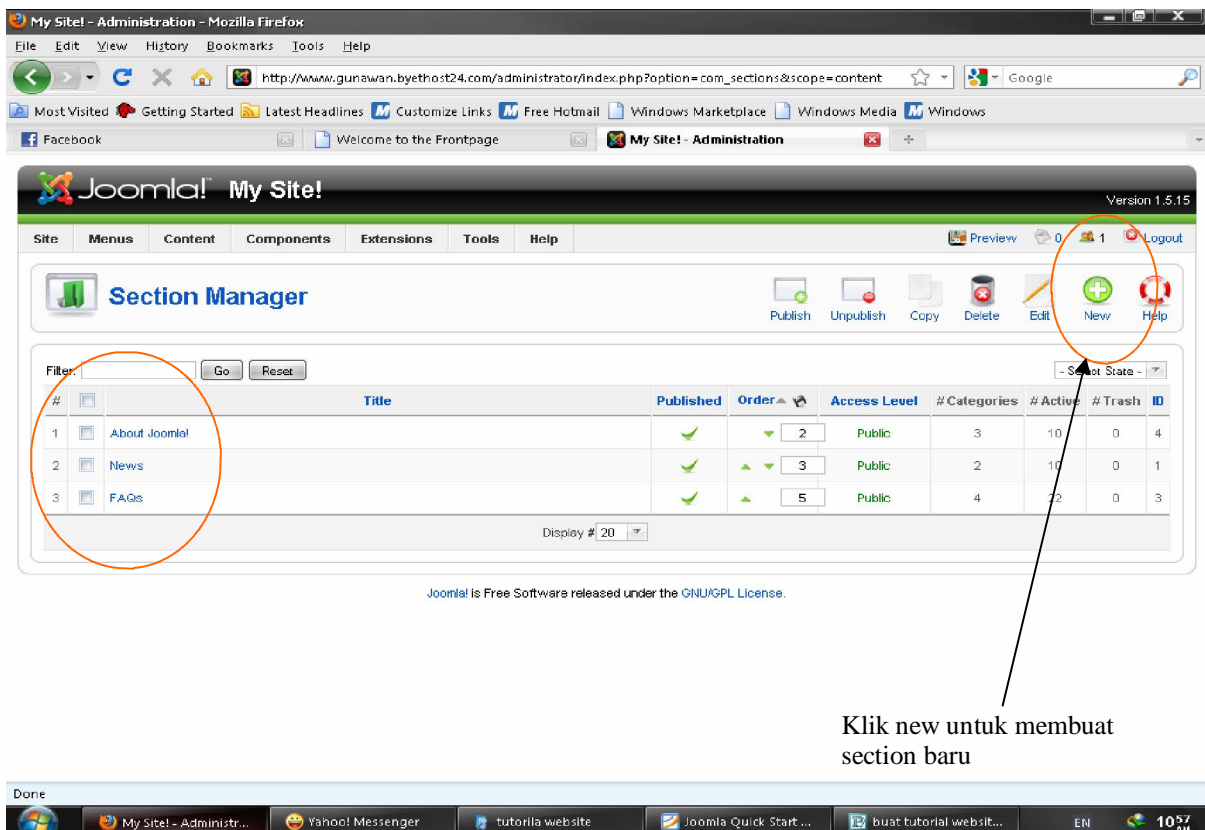 My Site! - Administration - Mozilla Firefox
File Edit View History Bookmarks Tools Help
http://www.gunawan.byethost24.com/administrator/index.php?option=com_sections&scope=content Google
Most Visited Getting Started Latest Headlines Customize Links Free Hotmail Windows Marketplace Windows Media Windows
Facebook Welcome to the Frontpage My Site! - Administration
Joomla!™ My Site!
Version 1.5.15
Site Menus Content Components Extensions Tools Help Preview 0 1 Logout
Section Manager
Publish Unpublish Copy Delete Edit New Help
Filter: Go Reset - Select State -
# Title Published Order Access Level # Categories # Active # Trash ID
1 About Joomla! 2 Public 3 10 0 4
2 News 3 Public 2 10 0 1
3 FAQs 5 Public 4 22 0 3
Display # 20
Joomla! is Free Software released under the GNU/GPL License.
Klik new untuk membuat
section baru
Done
My Site! - Administr... Yahoo! Messenger tutorila website Joomla Quick Start ... buat tutorial websit... EN 10:57